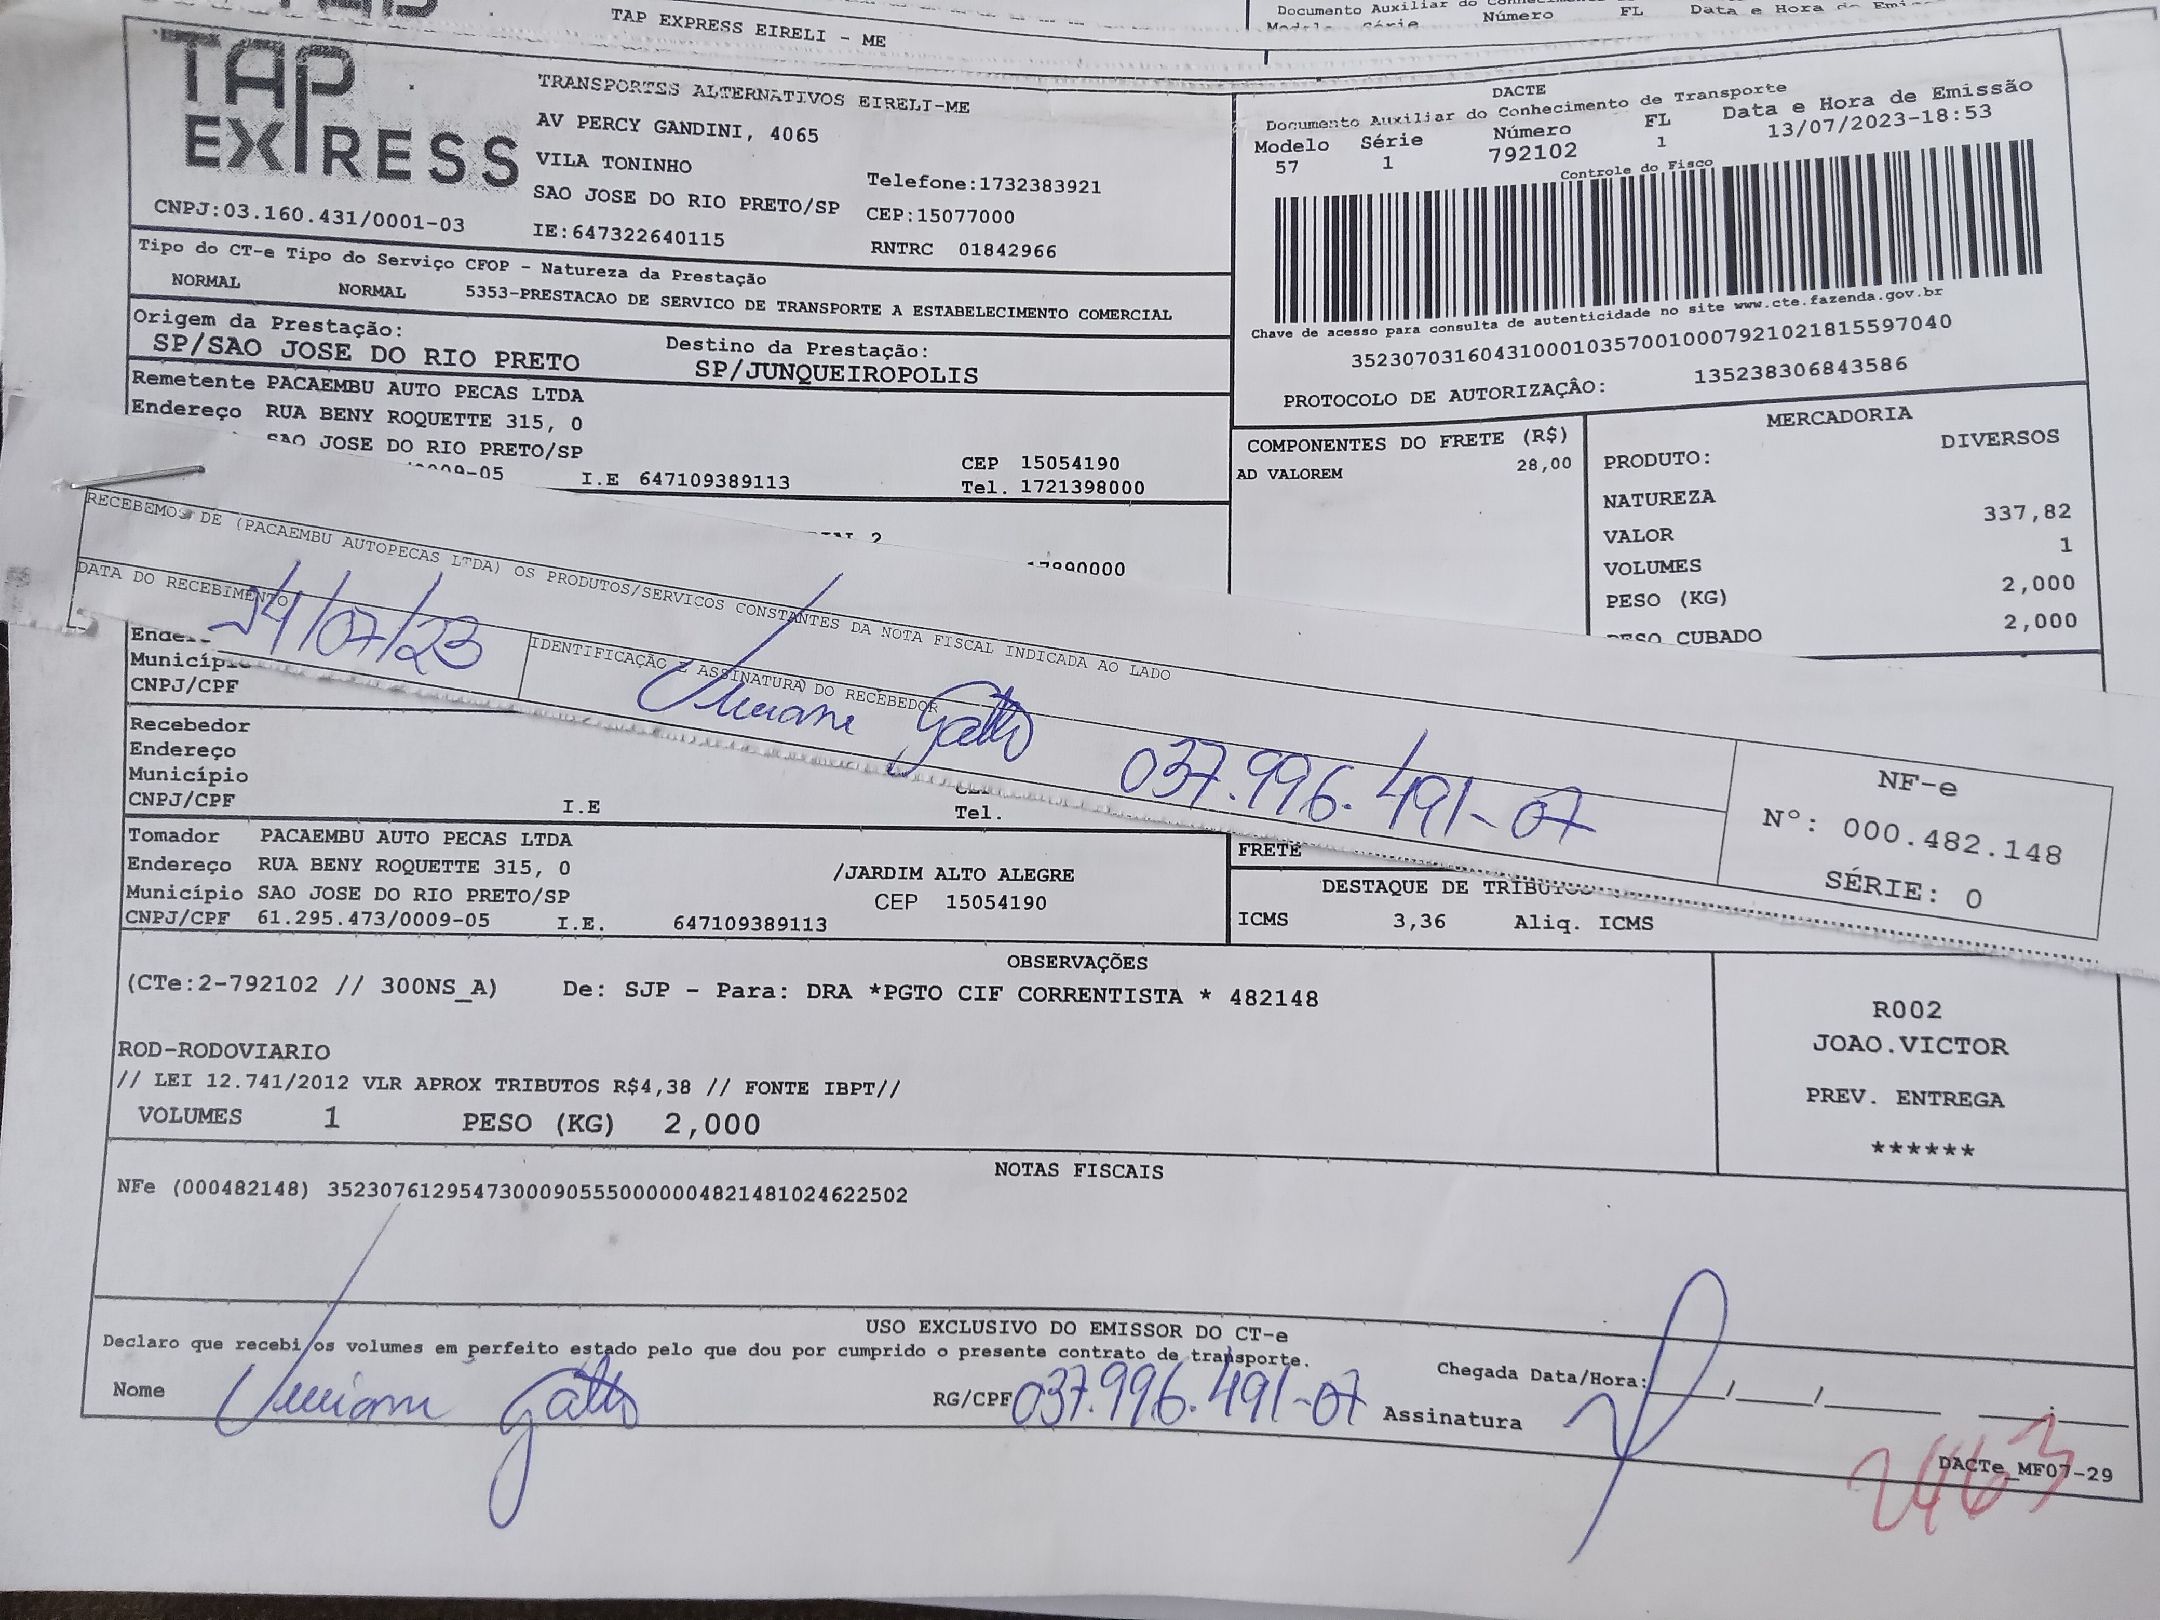 TAP EXPRESS EIRELI - ME
Documento Auxiliar do
Número FL Data e Hora
TAP
EXPRESS
CNPJ:03.160.431/0001-03
TRANSPORTES ALTERNATIVOS EIRELI-ME
AV PERCY GANDINI, 4065
VILA TONINHO
Telefone:1732383921
SAO JOSE DO RIO PRETO/SP CEP:15077000
IE:647322640115 RNTRC 01842966
DACTE
Documento Auxiliar do Conhecimento de Transporte
Modelo Série Número FL Data e Hora de Emissão
57 1 792102 1 13/07/2023-18:53
Controle do Fisco
Chave de acesso para consulta de autenticidade no site www.cte.fazenda.gov.br
35230703160431000103570010007921021815597040
PROTOCOLO DE AUTORIZAÇÂO: 135238306843586
Tipo do CT-e Tipo do Serviço CFOP - Natureza da Prestação
NORMAL NORMAL 5353-PRESTACAO DE SERVICO DE TRANSPORTE A ESTABELECIMENTO COMERCIAL
Origem da Prestação: Destino da Prestação:
SP/SAO JOSE DO RIO PRETO SP/JUNQUEIROPOLIS
Remetente PACAEMBU AUTO PECAS LTDA
Endereço RUA BENY ROQUETTE 315, 0
SAO JOSE DO RIO PRETO/SP CEP 15054190
-05 I.E 647109389113 Tel. 1721398000
COMPONENTES DO FRETE (R$)
AD VALOREM 28,00
MERCADORIA
PRODUTO: DIVERSOS
NATUREZA
VALOR 337,82
VOLUMES 1
PESO (KG) 2,000
PESO CUBADO 2,000
RECEBEMOS DE (PACAEMBU AUTOPECAS LTDA) OS PRODUTOS/SERVICOS CONSTANTES DA NOTA FISCAL INDICADA AO LADO
DATA DO RECEBIMENTO
14/07/23
IDENTIFICAÇÃO E ASSINATURA DO RECEBEDOR
Gatto 037.996.491-07
NF-e
Nº: 000.482.148
SÉRIE: 0
CNPJ/CPF
Recebedor
Endereço
Município
CNPJ/CPF I.E Tel.
Tomador PACAEMBU AUTO PECAS LTDA
Endereço RUA BENY ROQUETTE 315, 0 /JARDIM ALTO ALEGRE
Município SAO JOSE DO RIO PRETO/SP CEP 15054190
CNPJ/CPF 61.295.473/0009-05 I.E. 647109389113
FRETE
DESTAQUE DE TRIBUTOS
ICMS 3,36 Aliq. ICMS
OBSERVAÇÕES
(CTe:2-792102 // 300NS_A) De: SJP - Para: DRA *PGTO CIF CORRENTISTA * 482148
ROD-RODOVIARIO
// LEI 12.741/2012 VLR APROX TRIBUTOS R$4,38 // FONTE IBPT//
VOLUMES 1 PESO (KG) 2,000
R002
JOAO.VICTOR
PREV. ENTREGA
******
NOTAS FISCAIS
NFe (000482148) 35230761295473000905550000004821481024622502
USO EXCLUSIVO DO EMISSOR DO CT-e
Declaro que recebi os volumes em perfeito estado pelo que dou por cumprido o presente contrato de transporte.
Nome Gatto RG/CPF 037.996.491-07 Assinatura
Chegada Data/Hora:
DACTe_MF07-29
2463